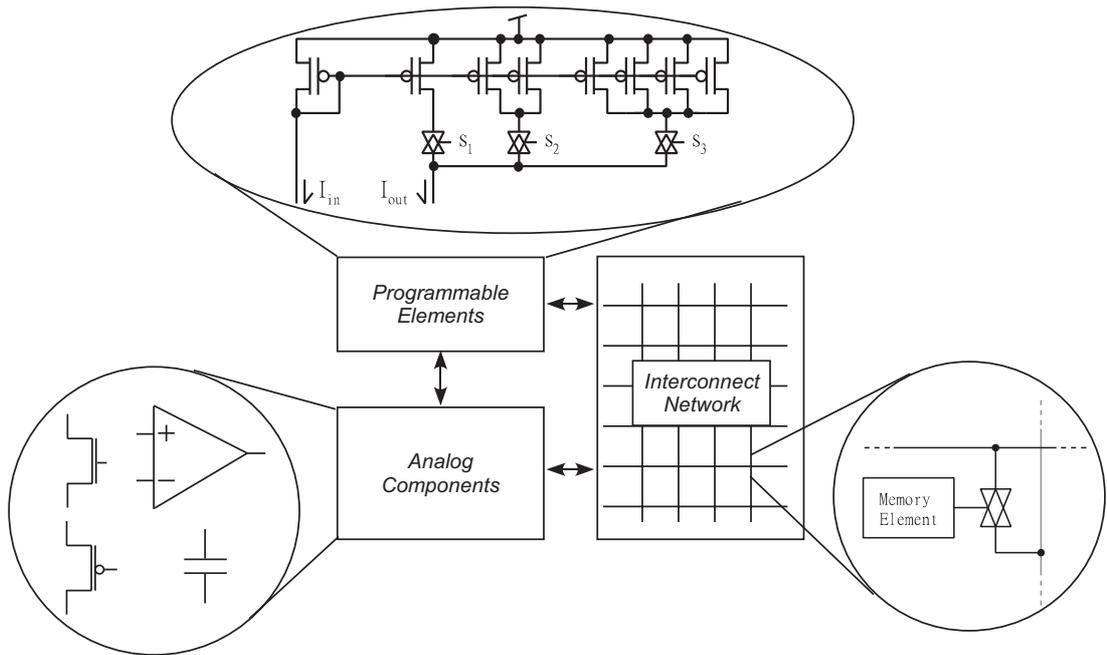 S1 S2 S3
Iin Iout
Programmable
Elements
Interconnect
Network
Analog
Components
+
−
Memory
Element